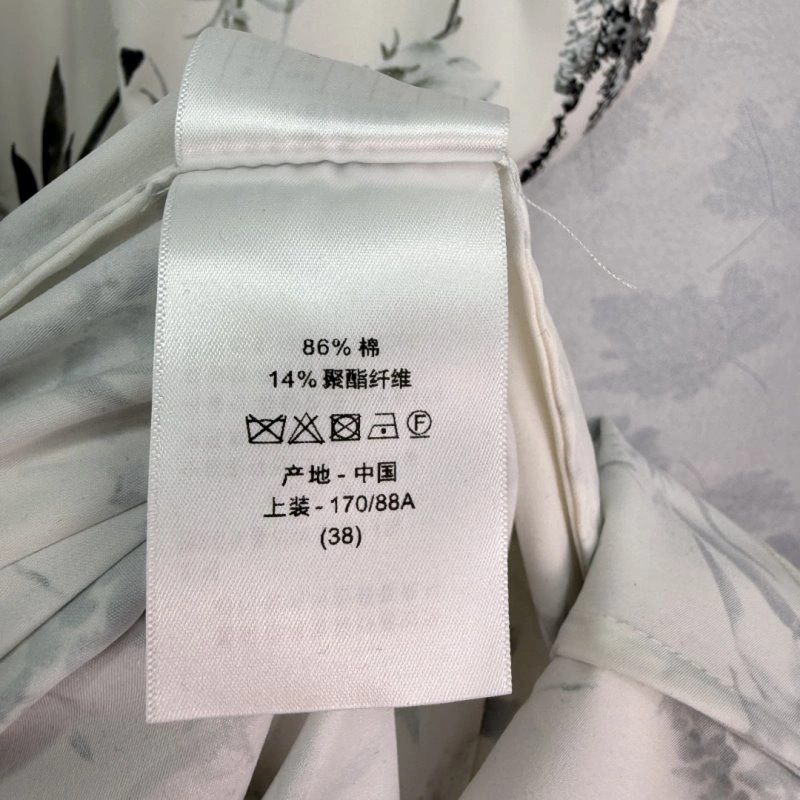 86% 棉
14% 聚酯纤维
F
产地 - 中国
上装 - 170/88A
(38)